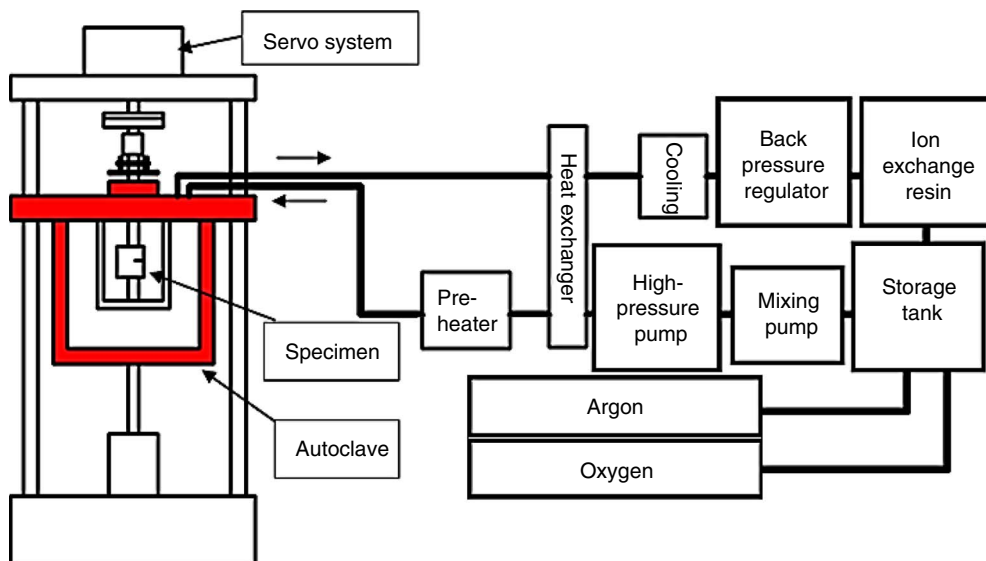 Servo system
Heat exchanger
Cooling
Back
pressure
regulator
Ion
exchange
resin
Pre-
heater
High-
pressure
pump
Mixing
pump
Storage
tank
Specimen
Autoclave
Argon
Oxygen